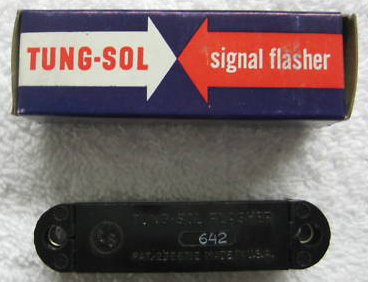 TUNG-SOL signal flasher
TUNG-SOL FLASHER
642
MADE IN U.S.A.